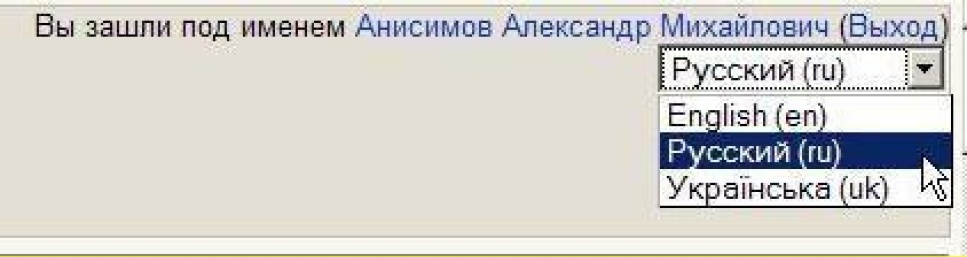 Вы зашли под именем Анисимов Александр Михайлович (Выход)
Русский (ru)
English (en)
Русский (ru)
Українська (uk)